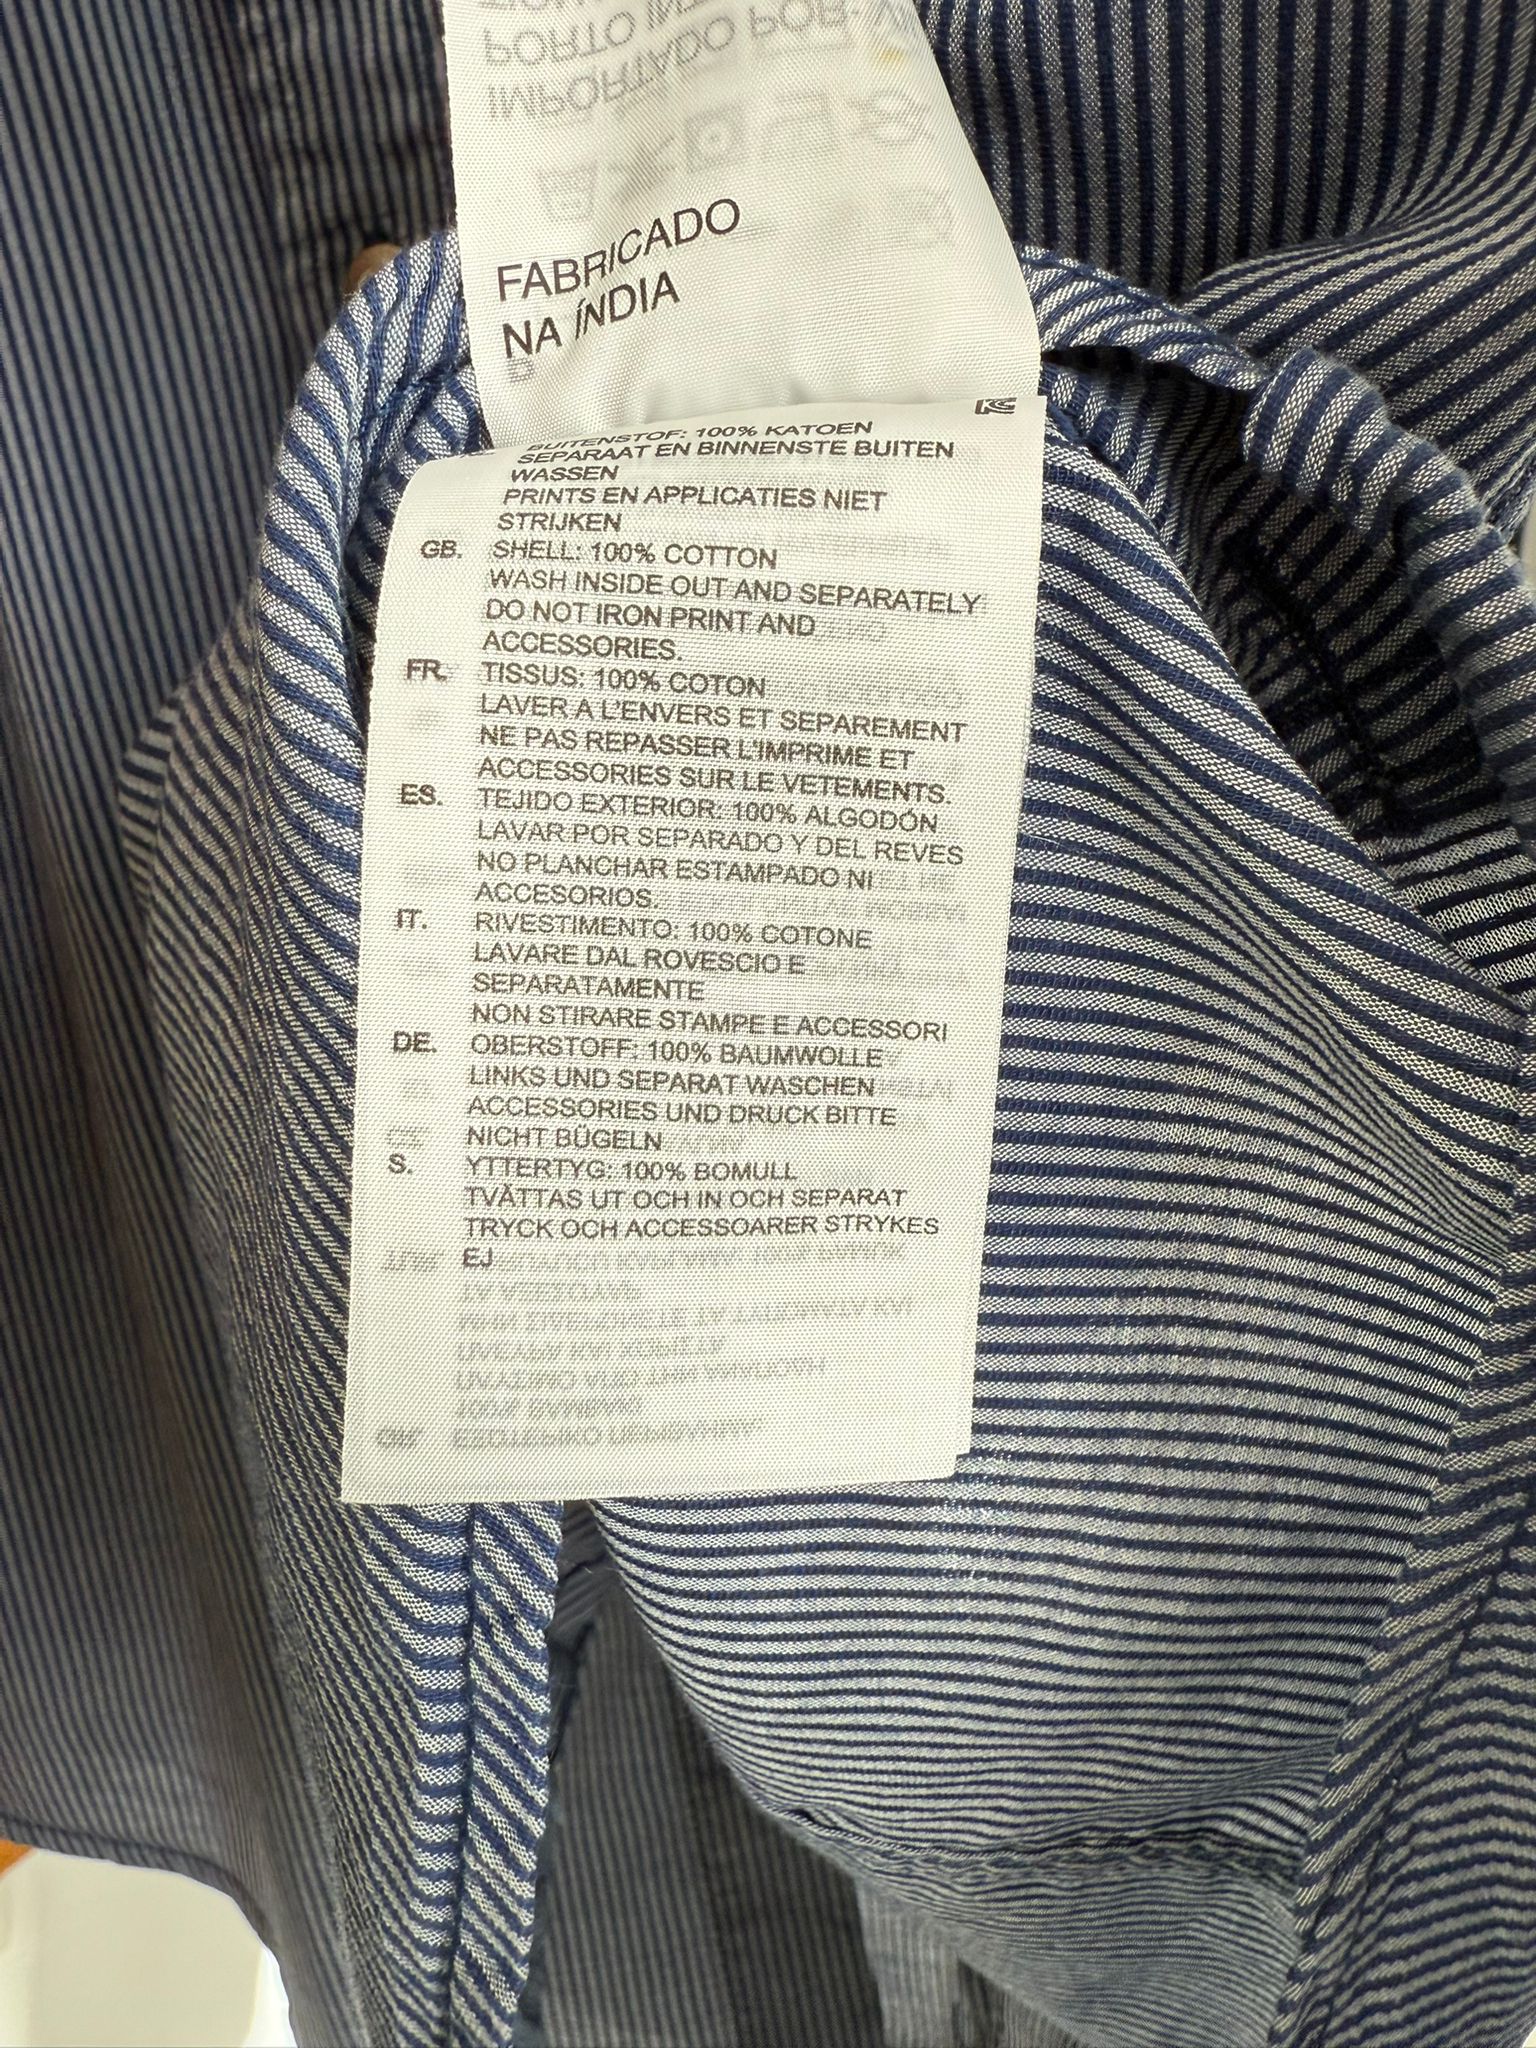 FABRICADO
NA ÍNDIA
BUITENSTOF: 100% KATOEN
SEPARAAT EN BINNENSTE BUITEN
WASSEN
PRINTS EN APPLICATIES NIET
STRIJKEN
GB. SHELL: 100% COTTON
WASH INSIDE OUT AND SEPARATELY
DO NOT IRON PRINT AND
ACCESSORIES.
FR. TISSUS: 100% COTON
LAVER A L'ENVERS ET SEPAREMENT
NE PAS REPASSER L'IMPRIME ET
ACCESSORIES SUR LE VETEMENTS.
ES. TEJIDO EXTERIOR: 100% ALGODÓN
LAVAR POR SEPARADO Y DEL REVES
NO PLANCHAR ESTAMPADO NI
ACCESORIOS.
IT. RIVESTIMENTO: 100% COTONE
LAVARE DAL ROVESCIO E
SEPARATAMENTE
NON STIRARE STAMPE E ACCESSORI
DE. OBERSTOFF: 100% BAUMWOLLE
LINKS UND SEPARAT WASCHEN
ACCESSORIES UND DRUCK BITTE
NICHT BÜGELN
S. YTTERTYG: 100% BOMULL
TVÄTTAS UT OCH IN OCH SEPARAT
TRYCK OCH ACCESSOARER STRYKES
EJ